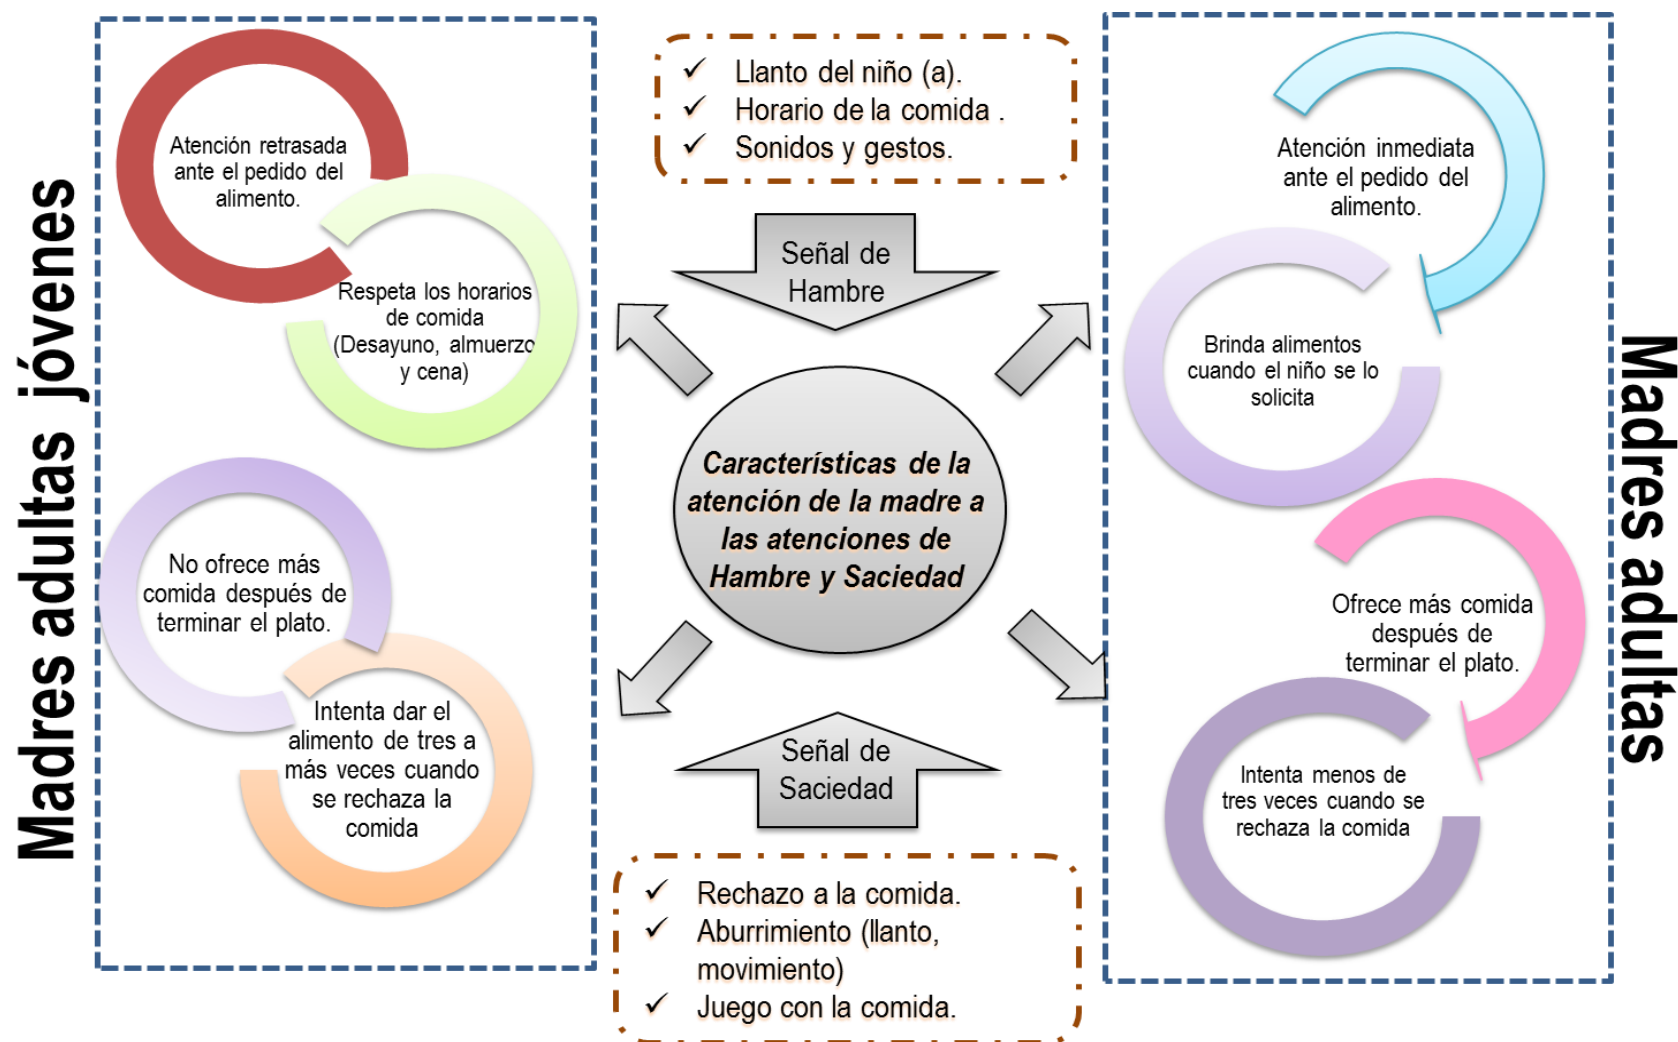 Madres adultas jóvenes
Atención retrasada
ante el pedido del
alimento.
Respeta los horarios
de comida
(Desayuno, almuerzo
y cena)
No ofrece más
comida después de
terminar el plato.
Intenta dar el
alimento de tres a
más veces cuando
se rechaza la
comida
✓ Llanto del niño (a).
✓ Horario de la comida .
✓ Sonidos y gestos.
Señal de
Hambre
Características de la
atención de la madre a
las atenciones de
Hambre y Saciedad
Señal de
Saciedad
✓ Rechazo a la comida.
✓ Aburrimiento (llanto,
movimiento)
✓ Juego con la comida.
Atención inmediata
ante el pedido del
alimento.
Brinda alimentos
cuando el niño se lo
solicita
Ofrece más comida
después de
terminar el plato.
Intenta menos de
tres veces cuando se
rechaza la comida
Madres adultas